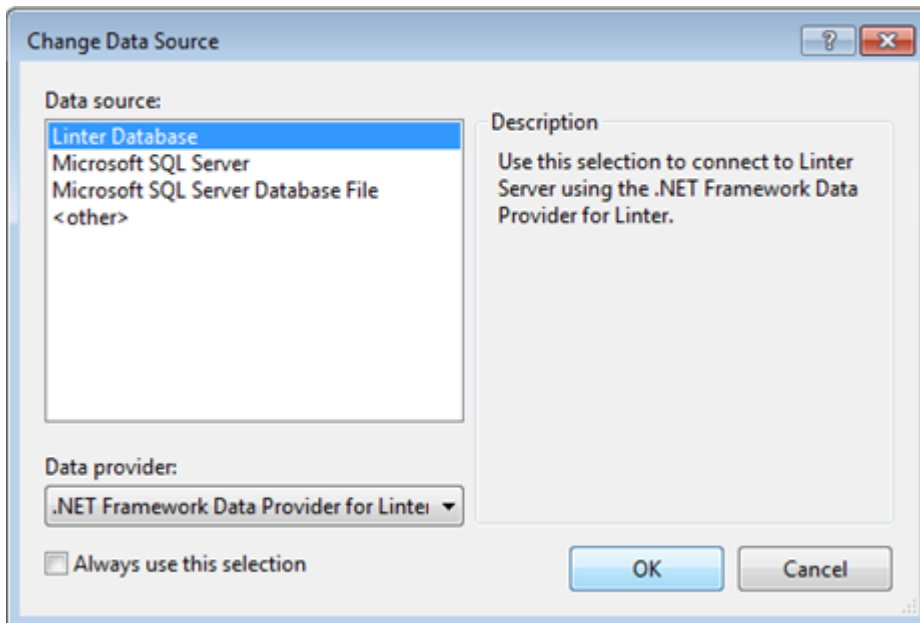 Change Data Source
Data source:
Linter Database
Microsoft SQL Server
Microsoft SQL Server Database File
<other>
Description
Use this selection to connect to Linter
Server using the .NET Framework Data
Provider for Linter.
Data provider:
.NET Framework Data Provider for Linter
Always use this selection
OK
Cancel